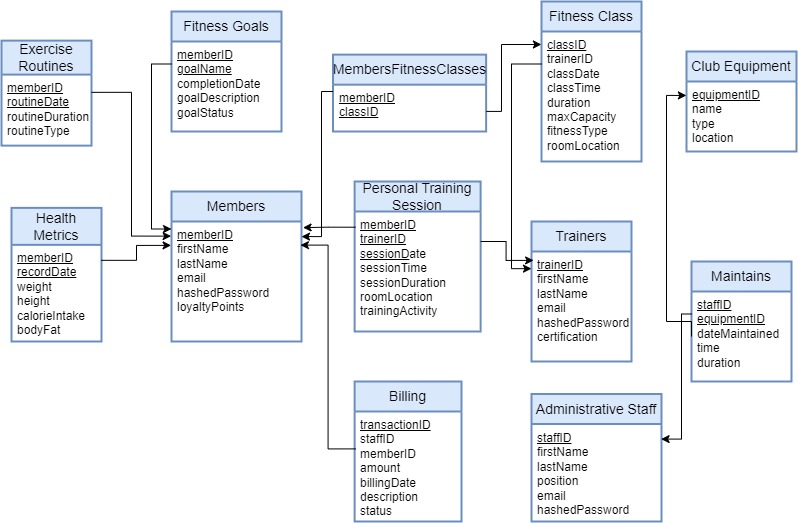 Exercise
Routines
memberID
routineDate
routineDuration
routineType
Fitness Goals
memberID
goalName
completionDate
goalDescription
goalStatus
MembersFitnessClasses
memberID
classID
Fitness Class
classID
trainerID
classDate
classTime
duration
maxCapacity
fitnessType
roomLocation
Club Equipment
equipmentID
name
type
location
Health
Metrics
memberID
recordDate
weight
height
calorieIntake
bodyFat
Members
memberID
firstName
lastName
email
hashedPassword
loyaltyPoints
Personal Training
Session
memberID
trainerID
sessionDate
sessionTime
sessionDuration
roomLocation
trainingActivity
Trainers
trainerID
firstName
lastName
email
hashedPassword
certification
Maintains
staffID
equipmentID
dateMaintained
time
duration
Billing
transactionID
staffID
memberID
amount
billingDate
description
status
Administrative Staff
staffID
firstName
lastName
position
email
hashedPassword